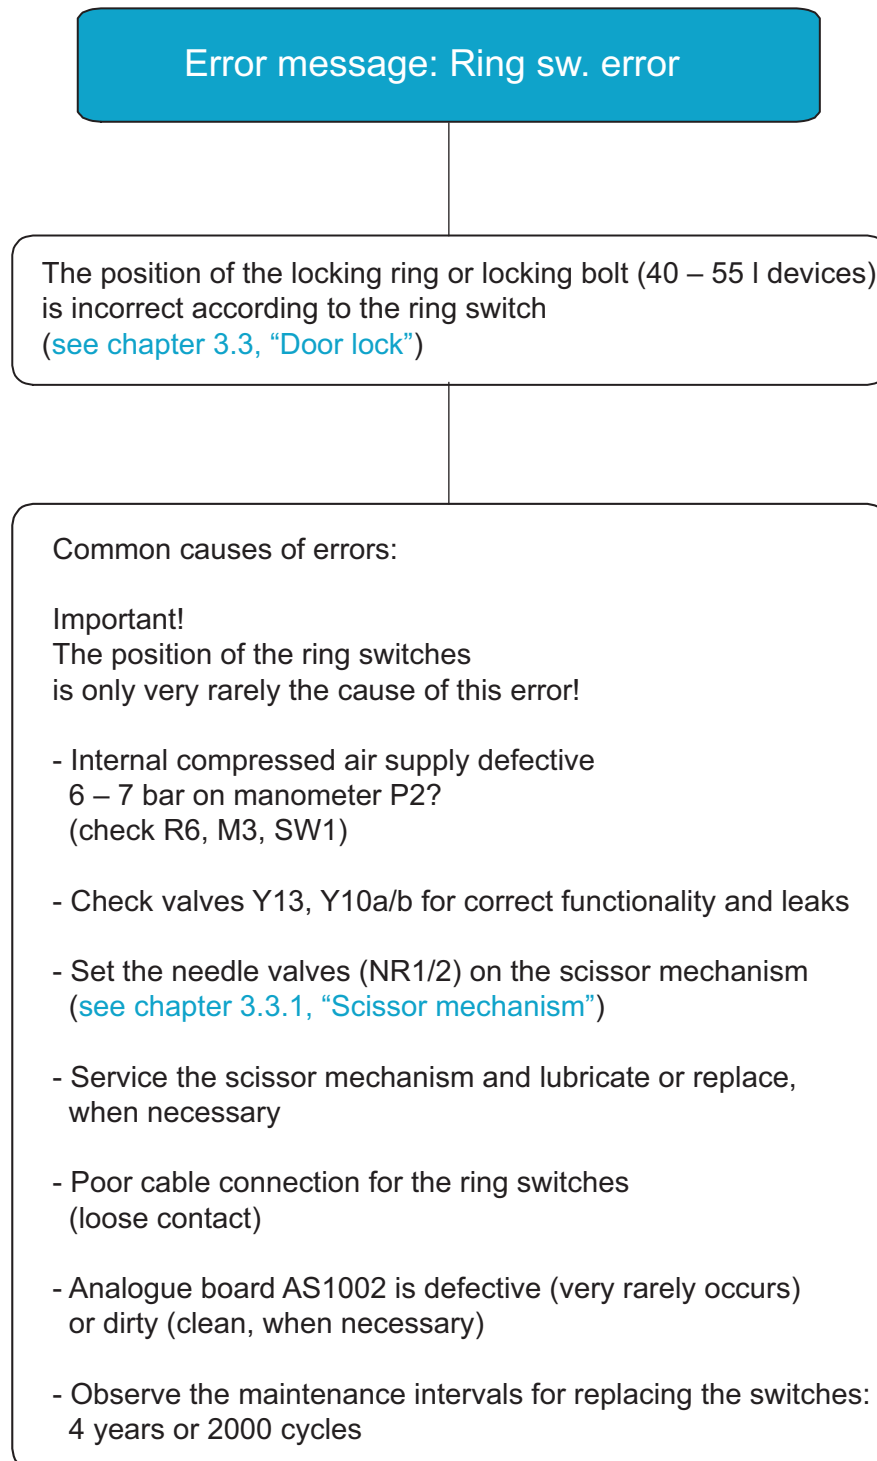 Error message: Ring sw. error
The position of the locking ring or locking bolt (40 – 55 l devices)
is incorrect according to the ring switch
(see chapter 3.3, “Door lock”)
Common causes of errors:
Important!
The position of the ring switches
is only very rarely the cause of this error!
- Internal compressed air supply defective
6 – 7 bar on manometer P2?
(check R6, M3, SW1)
- Check valves Y13, Y10a/b for correct functionality and leaks
- Set the needle valves (NR1/2) on the scissor mechanism
(see chapter 3.3.1, “Scissor mechanism”)
- Service the scissor mechanism and lubricate or replace,
when necessary
- Poor cable connection for the ring switches
(loose contact)
- Analogue board AS1002 is defective (very rarely occurs)
or dirty (clean, when necessary)
- Observe the maintenance intervals for replacing the switches:
4 years or 2000 cycles